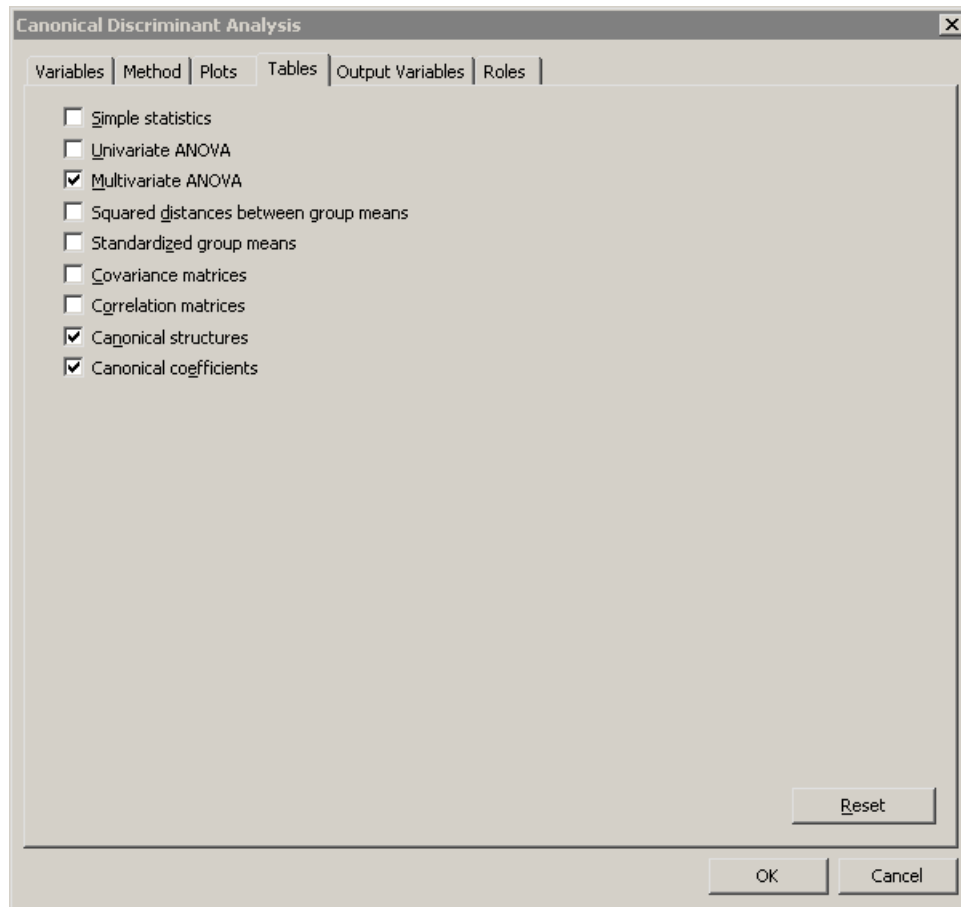 Canonical Discriminant Analysis
Variables Method Plots Tables Output Variables Roles
Simple statistics
Univariate ANOVA
Multivariate ANOVA
Squared distances between group means
Standardized group means
Covariance matrices
Correlation matrices
Canonical structures
Canonical coefficients
Reset
OK Cancel